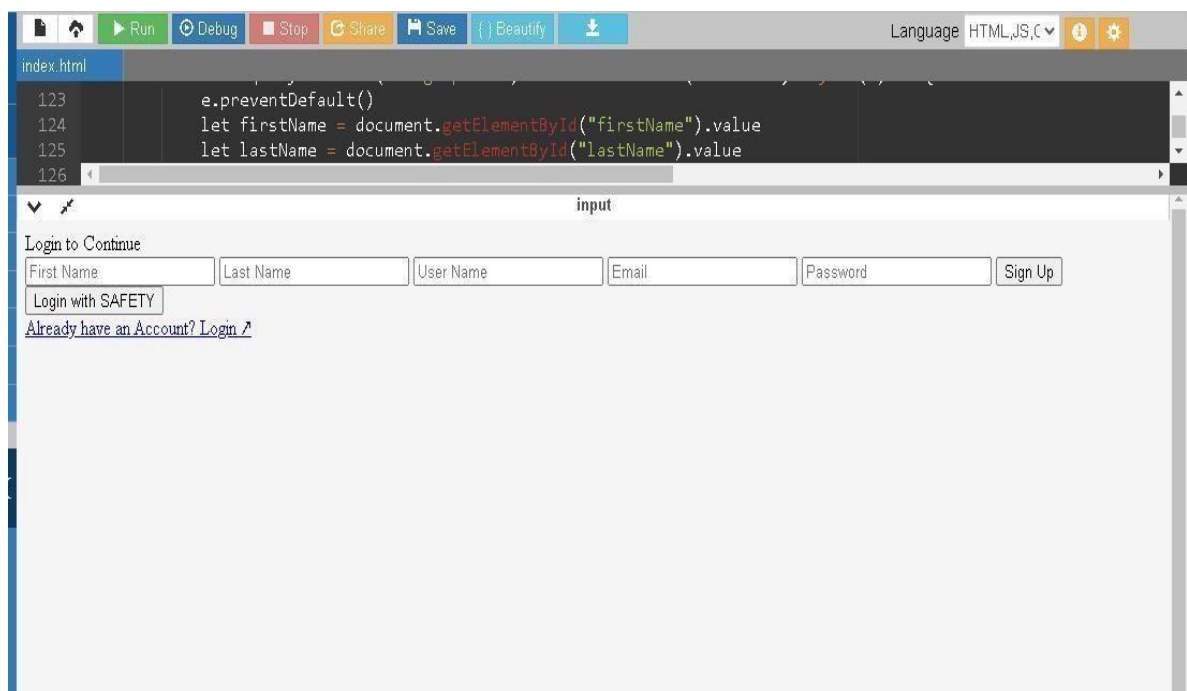 Run Debug Stop Share Save { } Beautify Language HTML,JS,C
index.html
123 e.preventDefault()
124 let firstName = document.getElementById("firstName").value
125 let lastName = document.getElementById("lastName").value
126
input
Login to Continue
First Name Last Name User Name Email Password Sign Up
Login with SAFETY
Already have an Account? Login ↗